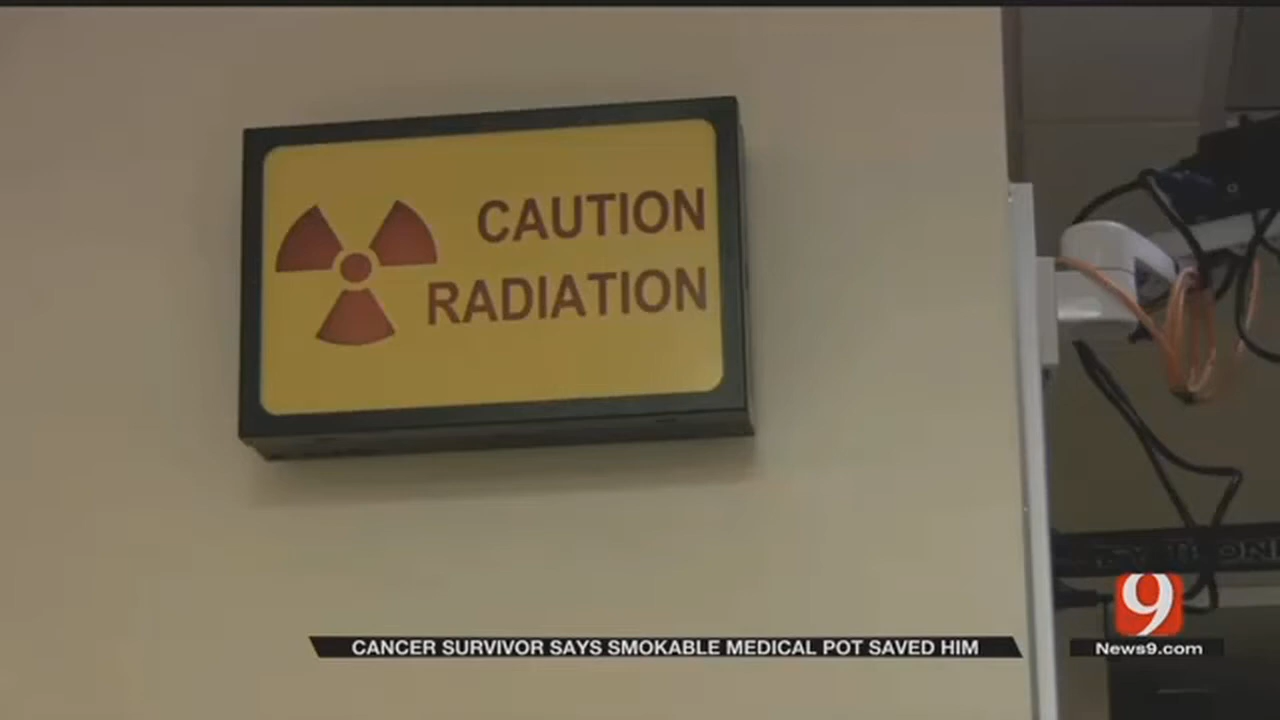 CAUTION
RADIATION
CANCER SURVIVOR SAYS SMOKABLE MEDICAL POT SAVED HIM
9
News9.com